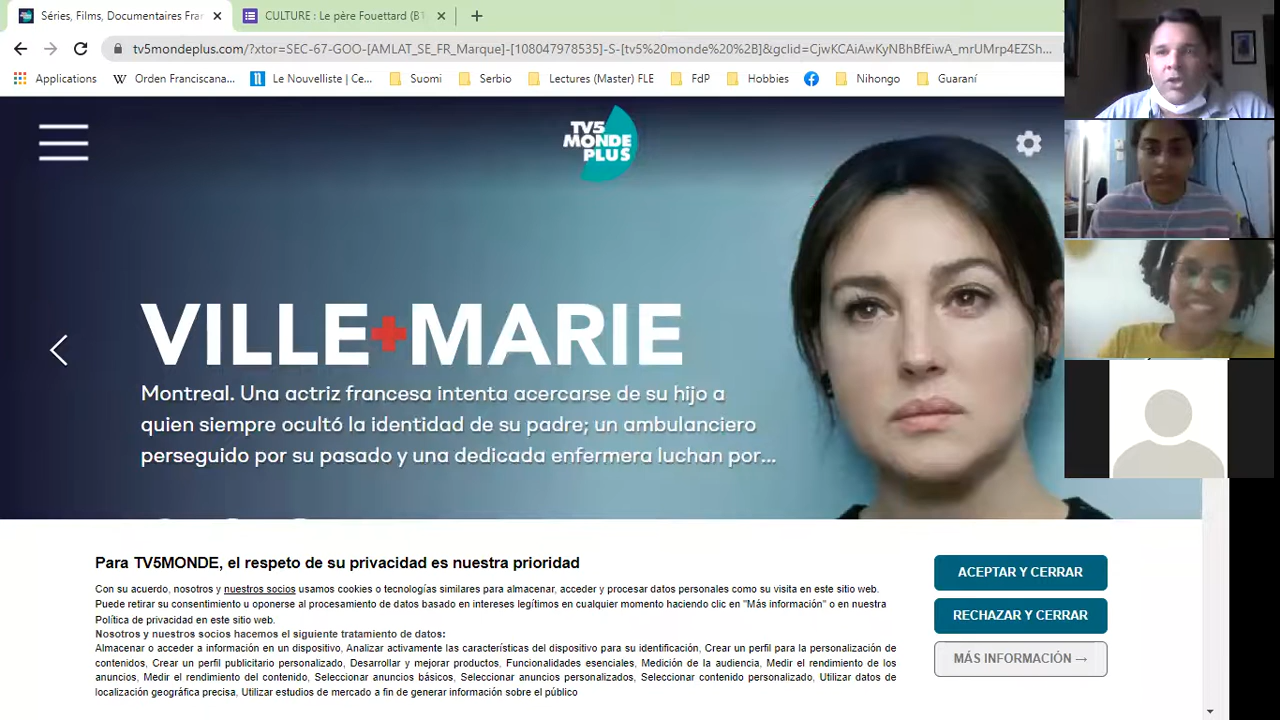 Séries, Films, Documentaires Fra
CULTURE : Le père Fouettard (B1
tv5mondeplus.com/?xtor=SEC-67-GOO-[AMLAT_SE_FR_Marque]-[108047978535]-S-[tv5%20monde%20%2B]&gclid=CjwKCAiAwKyNBhBfEiwA_mrUMrp4EZSh...
Applications
Orden Franciscana...
Le Nouvelliste | Ce...
Suomi
Serbio
Lectures (Master) FLE
FdP
Hobbies
Nihongo
Guaraní
TV5
MONDE
PLUS
VILLE+MARIE
Montreal. Una actriz francesa intenta acercarse de su hijo a
quien siempre ocultó la identidad de su padre; un ambulanciero
perseguido por su pasado y una dedicada enfermera luchan por...
Para TV5MONDE, el respeto de su privacidad es nuestra prioridad
Con su acuerdo, nosotros y nuestros socios usamos cookies o tecnologías similares para almacenar, acceder y procesar datos personales como su visita en este sitio web.
Puede retirar su consentimiento u oponerse al procesamiento de datos basado en intereses legítimos en cualquier momento haciendo clic en "Más información" o en nuestra
Política de privacidad en este sitio web.
Nosotros y nuestros socios hacemos el siguiente tratamiento de datos:
Almacenar o acceder a información en un dispositivo, Analizar activamente las características del dispositivo para su identificación, Crear un perfil para la personalización de
contenidos, Crear un perfil publicitario personalizado, Desarrollar y mejorar productos, Funcionalidades esenciales, Medición de la audiencia, Medir el rendimiento de los
anuncios, Medir el rendimiento del contenido, Seleccionar anuncios básicos, Seleccionar anuncios personalizados, Seleccionar contenido personalizado, Utilizar datos de
localización geográfica precisa, Utilizar estudios de mercado a fin de generar información sobre el público
ACEPTAR Y CERRAR
RECHAZAR Y CERRAR
MÁS INFORMACIÓN →